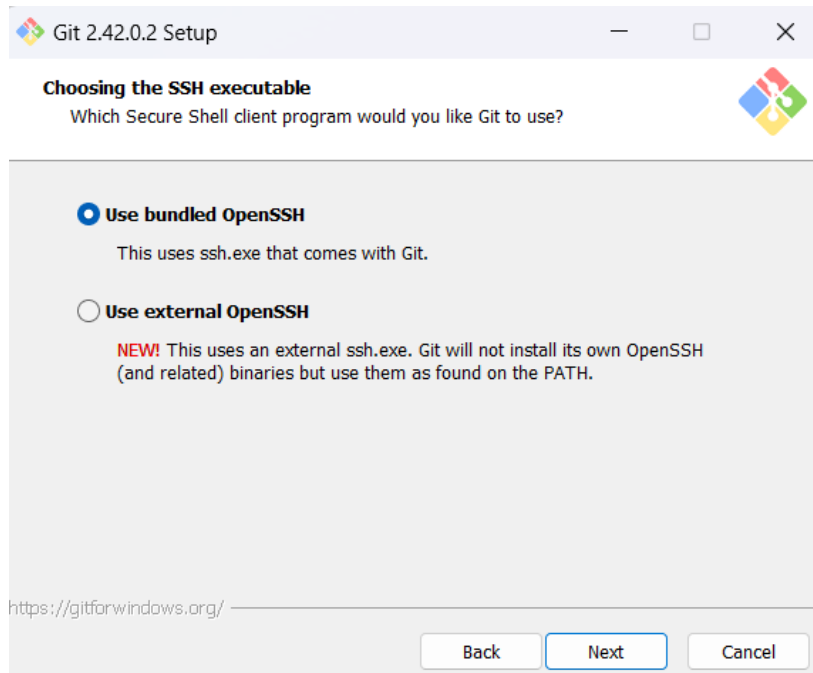 Git 2.42.0.2 Setup
Choosing the SSH executable
Which Secure Shell client program would you like Git to use?
Use bundled OpenSSH
This uses ssh.exe that comes with Git.
Use external OpenSSH
NEW! This uses an external ssh.exe. Git will not install its own OpenSSH
(and related) binaries but use them as found on the PATH.
https://gitforwindows.org/
Back Next Cancel